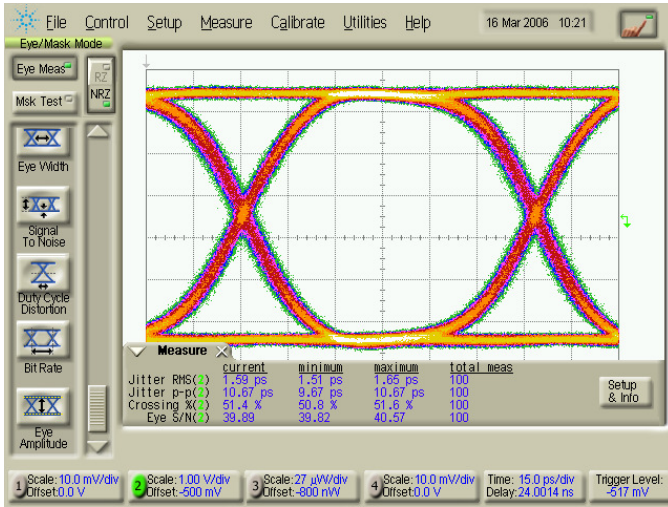 File Control Setup Measure Calibrate Utilities Help 16 Mar 2006 10:21
Eye/Mask Mode
Eye Meas
RZ
NRZ
Msk Test
Eye Width
Signal
To Noise
Duty Cycle
Distortion
Bit Rate
Eye
Amplitude
Measure
current minimum maximum total meas
Jitter RMS(2) 1.59 ps 1.51 ps 1.65 ps 100
Jitter p-p(2) 10.67 ps 9.67 ps 10.67 ps 100
Crossing %(2) 51.4 % 50.8 % 51.6 % 100
Eye S/N(2) 39.89 39.82 40.57 100
Setup
& Info
1 Scale: 10.0 mV/div
Offset: 0.0 V
2 Scale: 1.00 V/div
Offset: -500 mV
3 Scale: 27 µW/div
Offset: -800 nW
4 Scale: 10.0 mV/div
Offset: 0.0 V
Time: 15.0 ps/div
Delay: 24.0014 ns
Trigger Level:
-517 mV